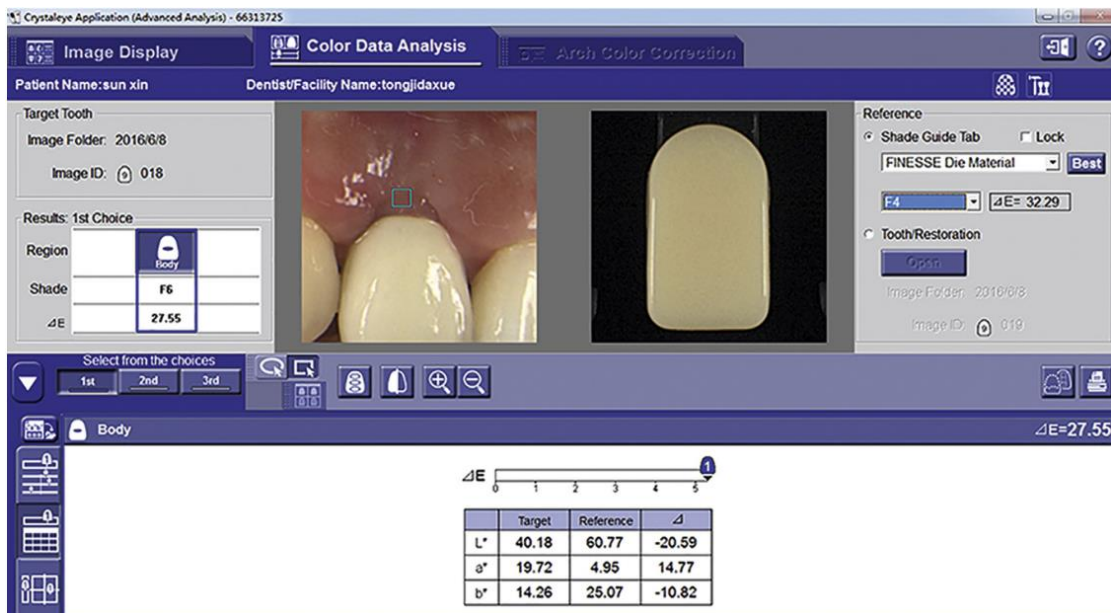 Crystaleye Application (Advanced Analysis) - 66313725
Image Display
Color Data Analysis
Arch Color Correction
?
Patient Name:sun xin
Dentist/Facility Name:tongjidaxue
Target Tooth
Image Folder: 2016/6/8
Image ID: 9 018
Results: 1st Choice
Region Body
Shade F6
⊿E 27.55
Reference
Shade Guide Tab Lock
FINESSE Die Material Best
F4 ⊿E= 32.29
Tooth/Restoration
Open
Image Folder: 2016/6/8
Image ID: 9 019
Select from the choices
1st 2nd 3rd
Body ⊿E=27.55
1
⊿E
0 1 2 3 4 5
Target Reference ⊿
L* 40.18 60.77 -20.59
a* 19.72 4.95 14.77
b* 14.26 25.07 -10.82